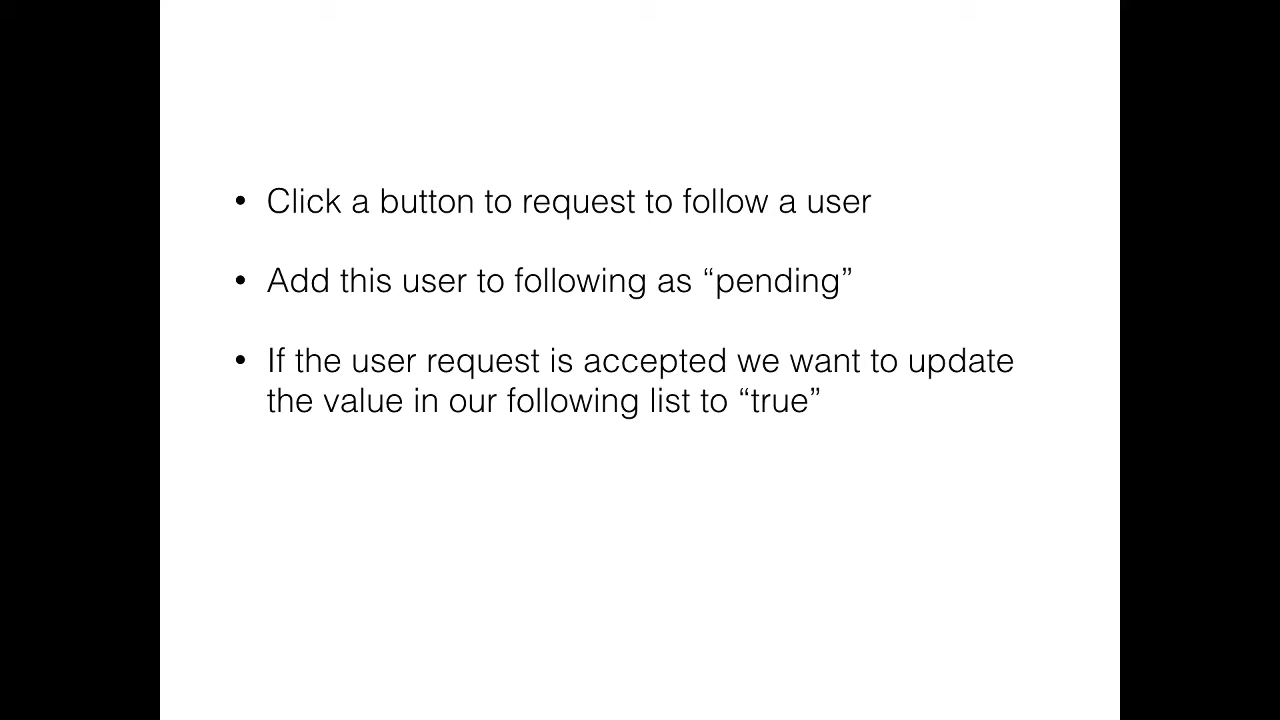 • Click a button to request to follow a user
• Add this user to following as “pending”
• If the user request is accepted we want to update
the value in our following list to “true”